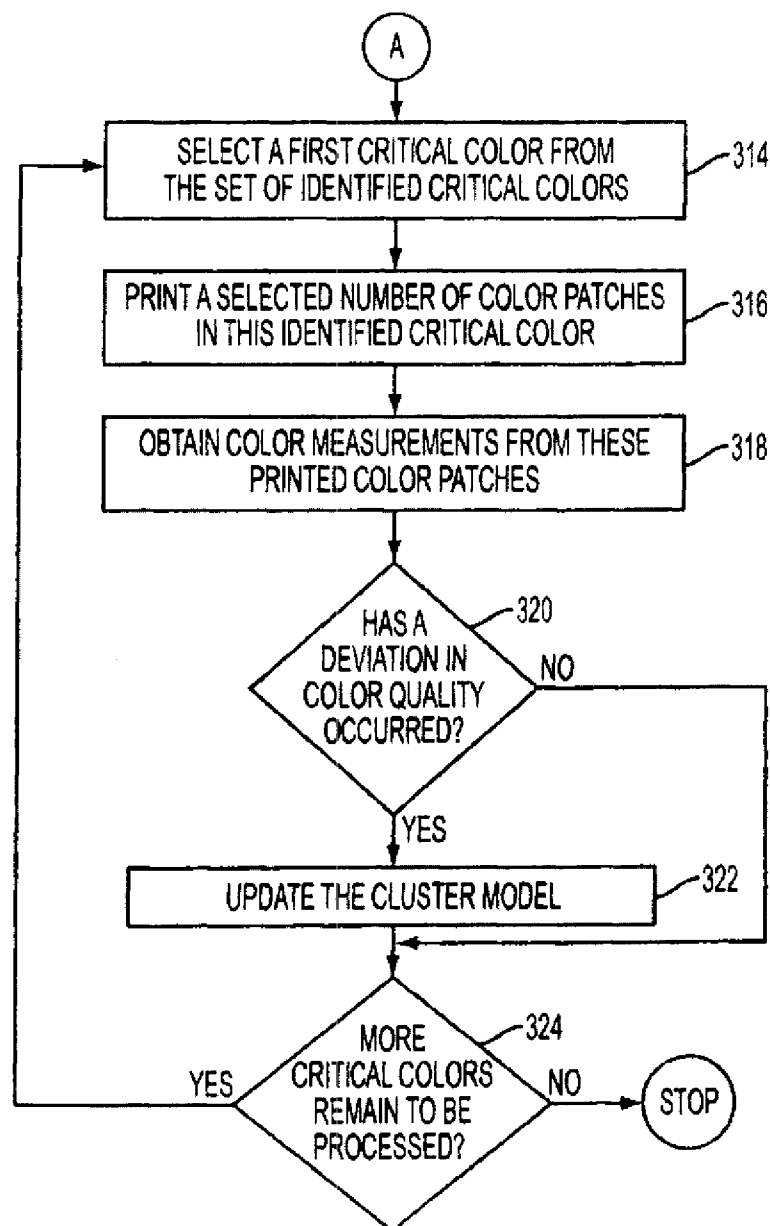 A
SELECT A FIRST CRITICAL COLOR FROM
THE SET OF IDENTIFIED CRITICAL COLORS
314
PRINT A SELECTED NUMBER OF COLOR PATCHES
IN THIS IDENTIFIED CRITICAL COLOR
316
OBTAIN COLOR MEASUREMENTS FROM THESE
PRINTED COLOR PATCHES
318
HAS A
DEVIATION IN
COLOR QUALITY
OCCURRED?
320
NO
YES
UPDATE THE CLUSTER MODEL
322
MORE
CRITICAL COLORS
REMAIN TO BE
PROCESSED?
324
YES
NO
STOP